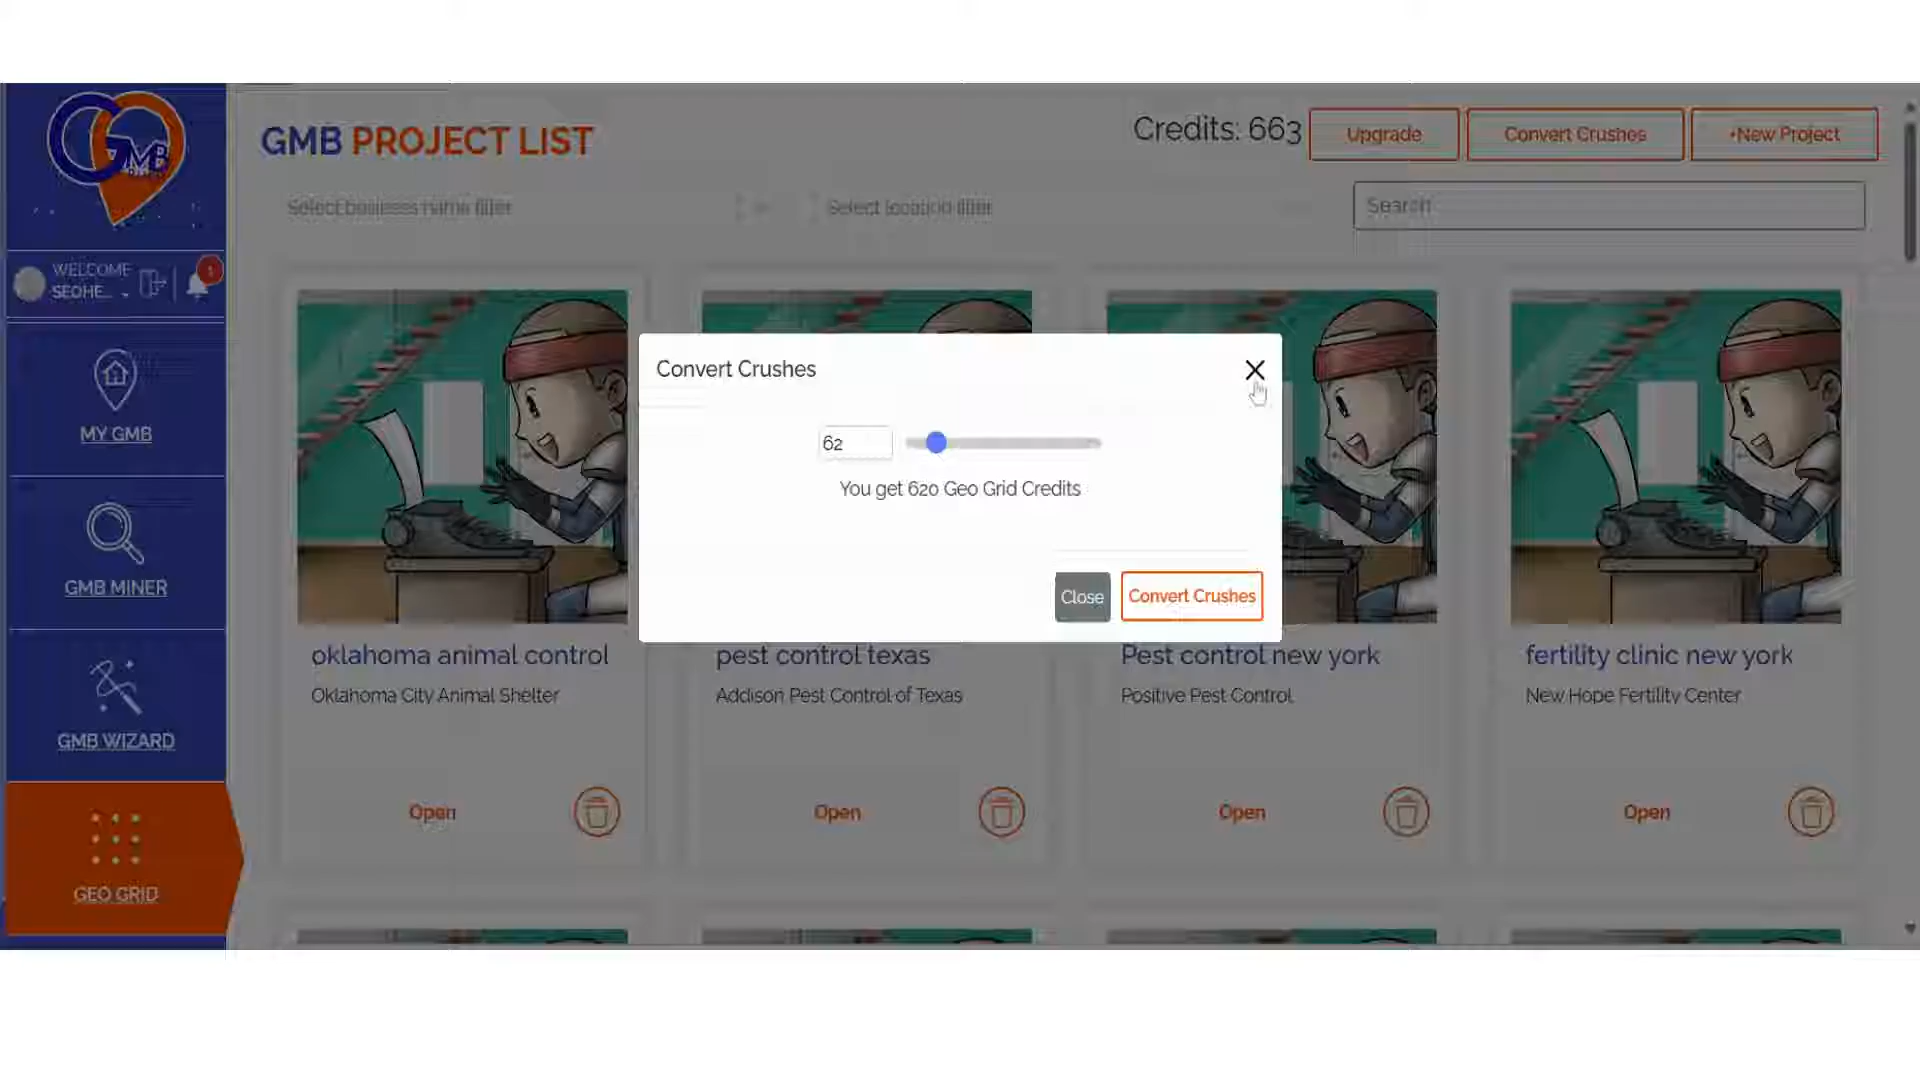 GMB
GMB PROJECT LIST
Credits: 663
Upgrade
Convert Crushes
+New Project
Select business name filter
Select location filter
Search
WELCOME
SEOHE...
1
MY GMB
GMB MINER
GMB WIZARD
GEO GRID
Convert Crushes
62
You get 620 Geo Grid Credits
Close
Convert Crushes
oklahoma animal control
Oklahoma City Animal Shelter
Open
pest control texas
Addison Pest Control of Texas
Open
Pest control new york
Positive Pest Control
Open
fertility clinic new york
New Hope Fertility Center
Open